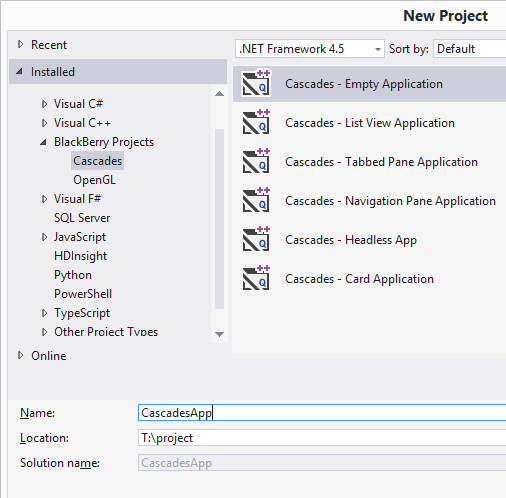 New Project
Recent
Installed
Visual C#
Visual C++
BlackBerry Projects
Cascades
OpenGL
Visual F#
SQL Server
JavaScript
HDInsight
Python
PowerShell
TypeScript
Other Project Types
Online
.NET Framework 4.5 Sort by: Default
Cascades - Empty Application
Cascades - List View Application
Cascades - Tabbed Pane Application
Cascades - Navigation Pane Application
Cascades - Headless App
Cascades - Card Application
Name: CascadesApp
Location: T:\project
Solution name: CascadesApp